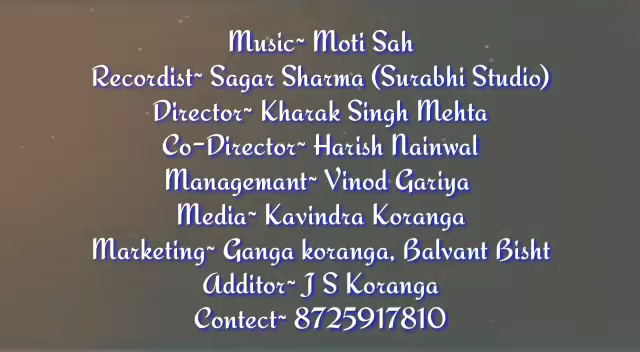 Music~ Moti Sah
Recordist~ Sagar Sharma (Surabhi Studio)
Director~ Kharak Singh Mehta
Co-Director~ Harish Nainwal
Managemant~ Vinod Gariya
Media~ Kavindra Koranga
Marketing~ Ganga koranga, Balvant Bisht
Additor~ J S Koranga
Contect~ 8725917810